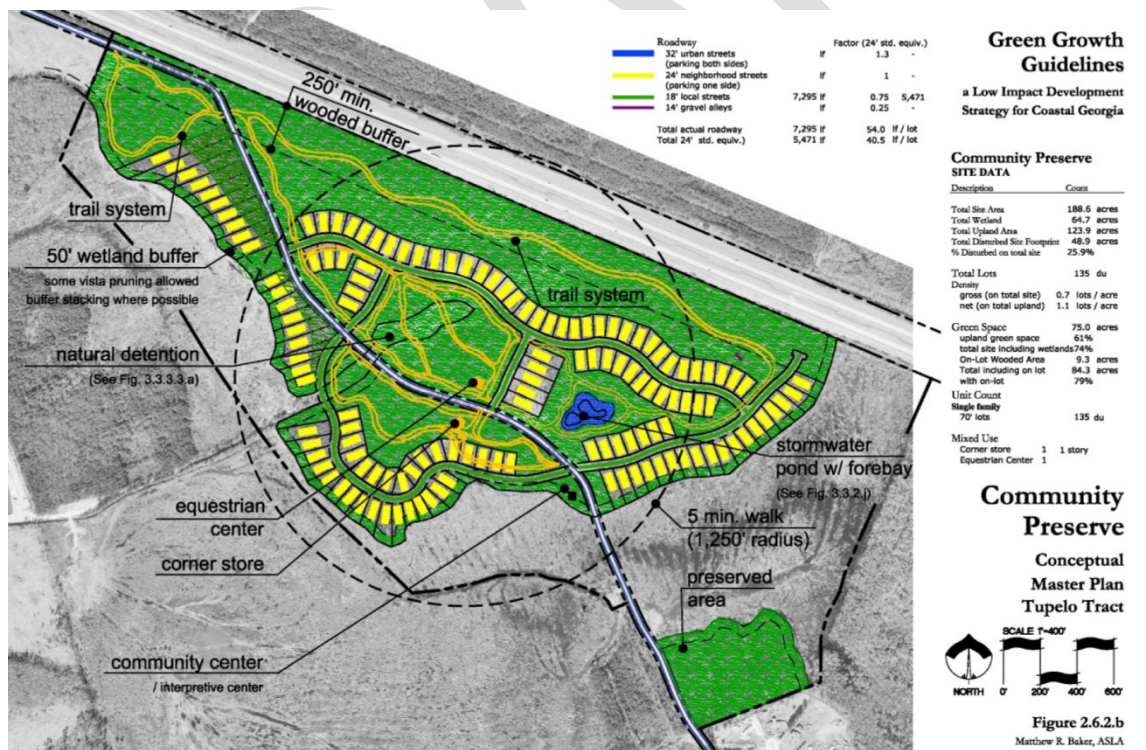 Roadway Factor (24' std. equiv.)
32' urban streets lf 1.3 -
(parking both sides)
24' neighborhood streets lf 1 -
(parking one side)
18' local streets 7,295 lf 0.75 5,471
14' gravel alleys lf 0.25 -
Total actual roadway 7,295 lf 54.0 lf / lot
Total 24' std. equiv.) 5,471 lf 40.5 lf / lot
Green Growth
Guidelines
a Low Impact Development
Strategy for Coastal Georgia
Community Preserve
SITE DATA
Description Count
Total Site Area 188.6 acres
Total Wetland 64.7 acres
Total Upland Area 123.9 acres
Total Disturbed Site Footprint 48.9 acres
% Disturbed on total site 25.9%
Total Lots 135 du
Density
gross (on total site) 0.7 lots / acre
net (on total upland) 1.1 lots / acre
Green Space 75.0 acres
upland green space 61%
total site including wetlands 74%
On-Lot Wooded Area 9.3 acres
Total including on lot 84.3 acres
with on-lot 79%
Unit Count
Single family
70' lots 135 du
Mixed Use
Corner store 1 1 story
Equestrian Center 1
250' min.
wooded buffer
trail system
50' wetland buffer
some vista pruning allowed
buffer stacking where possible
trail system
natural detention
(See Fig. 3.3.3.3.a)
stormwater
pond w/ forebay
(See Fig. 3.3.2.j)
equestrian
center
5 min. walk
(1,250' radius)
corner store
preserved
area
community center
/ interpretive center
Community
Preserve
Conceptual
Master Plan
Tupelo Tract
SCALE 1"=400'
NORTH 0' 200' 400' 600'
Figure 2.6.2.b
Matthew R. Baker, ASLA